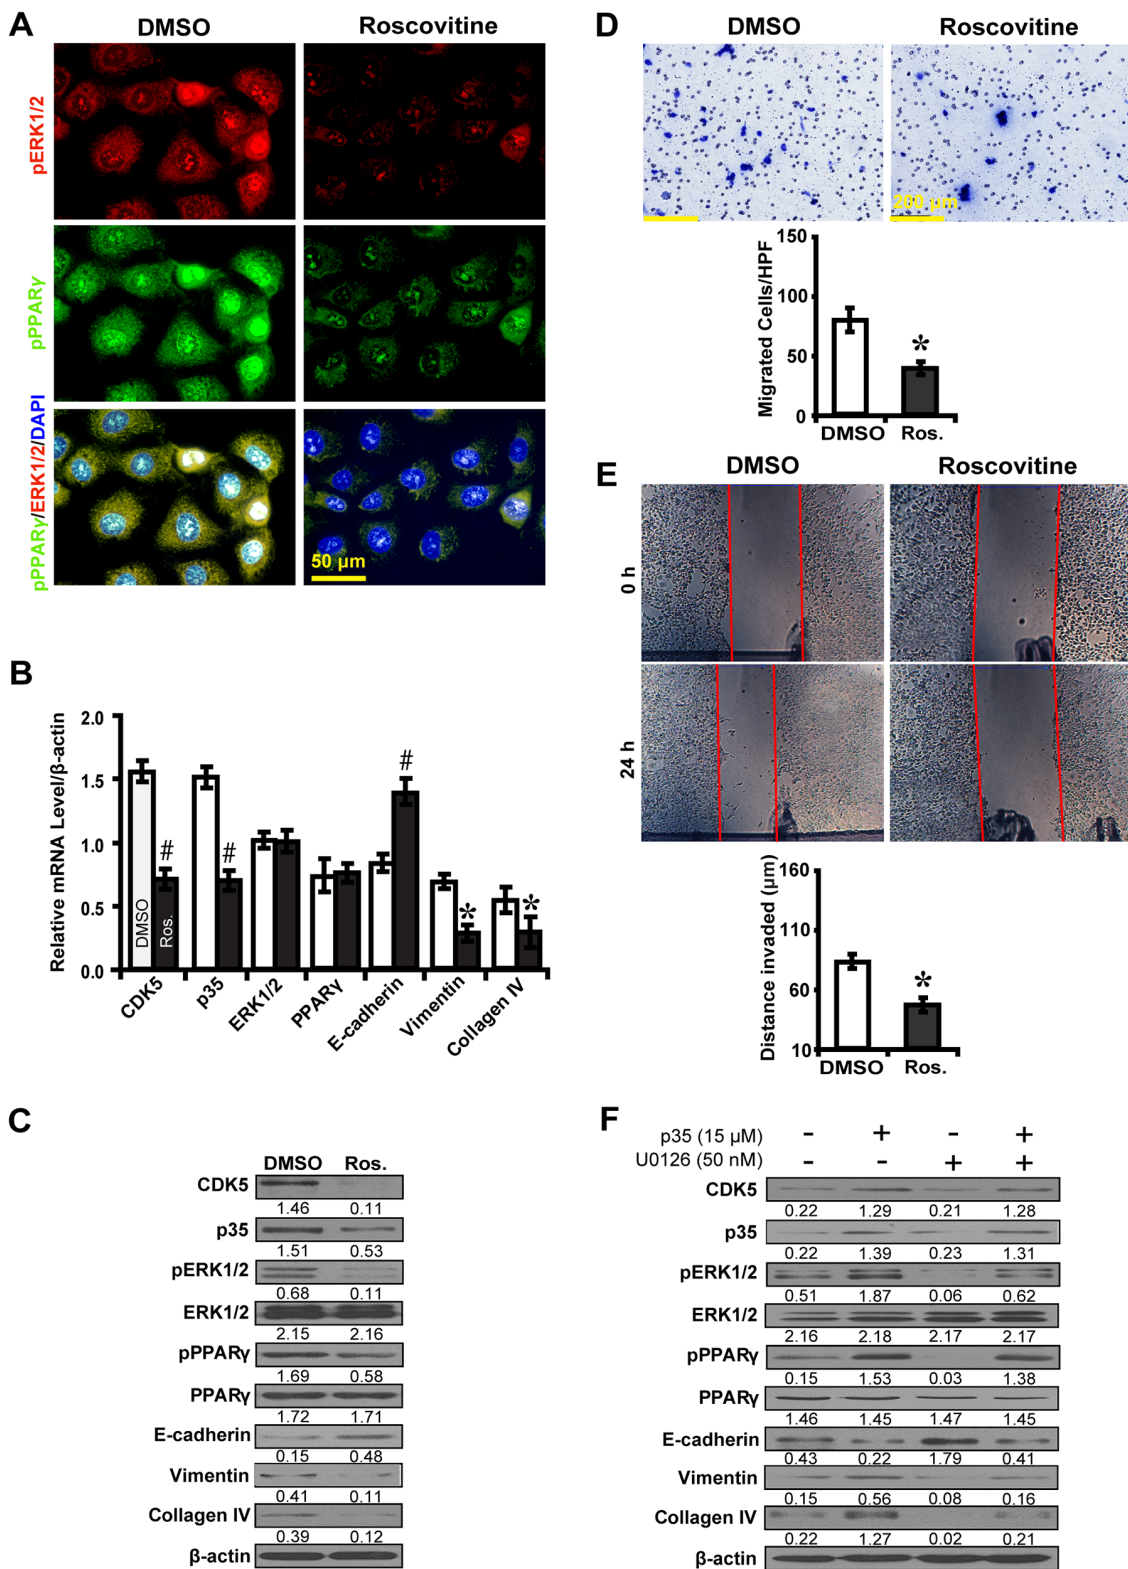 A
DMSO
Roscovitine
pERK1/2
pPPARγ
pPPARγ/ERK1/2/DAPI
50 µm
B
Relative mRNA Level/β-actin
2.0
1.5
1.0
0.5
0.0
DMSO
Ros.
#
#
#
*
*
CDK5
p35
ERK1/2
PPARγ
E-cadherin
Vimentin
Collagen IV
C
DMSO Ros.
CDK5
1.46 0.11
p35
1.51 0.53
pERK1/2
0.68 0.11
ERK1/2
2.15 2.16
pPPARγ
1.69 0.58
PPARγ
1.72 1.71
E-cadherin
0.15 0.48
Vimentin
0.41 0.11
Collagen IV
0.39 0.12
β-actin
D
DMSO
Roscovitine
200 µm
Migrated Cells/HPF
150
100
50
0
*
DMSO Ros.
E
DMSO
Roscovitine
0 h
24 h
Distance invaded (µm)
160
110
60
10
*
DMSO Ros.
F
p35 (15 µM) - + - +
U0126 (50 nM) - - + +
CDK5
0.22 1.29 0.21 1.28
p35
0.22 1.39 0.23 1.31
pERK1/2
0.51 1.87 0.06 0.62
ERK1/2
2.16 2.18 2.17 2.17
pPPARγ
0.15 1.53 0.03 1.38
PPARγ
1.46 1.45 1.47 1.45
E-cadherin
0.43 0.22 1.79 0.41
Vimentin
0.15 0.56 0.08 0.16
Collagen IV
0.22 1.27 0.02 0.21
β-actin